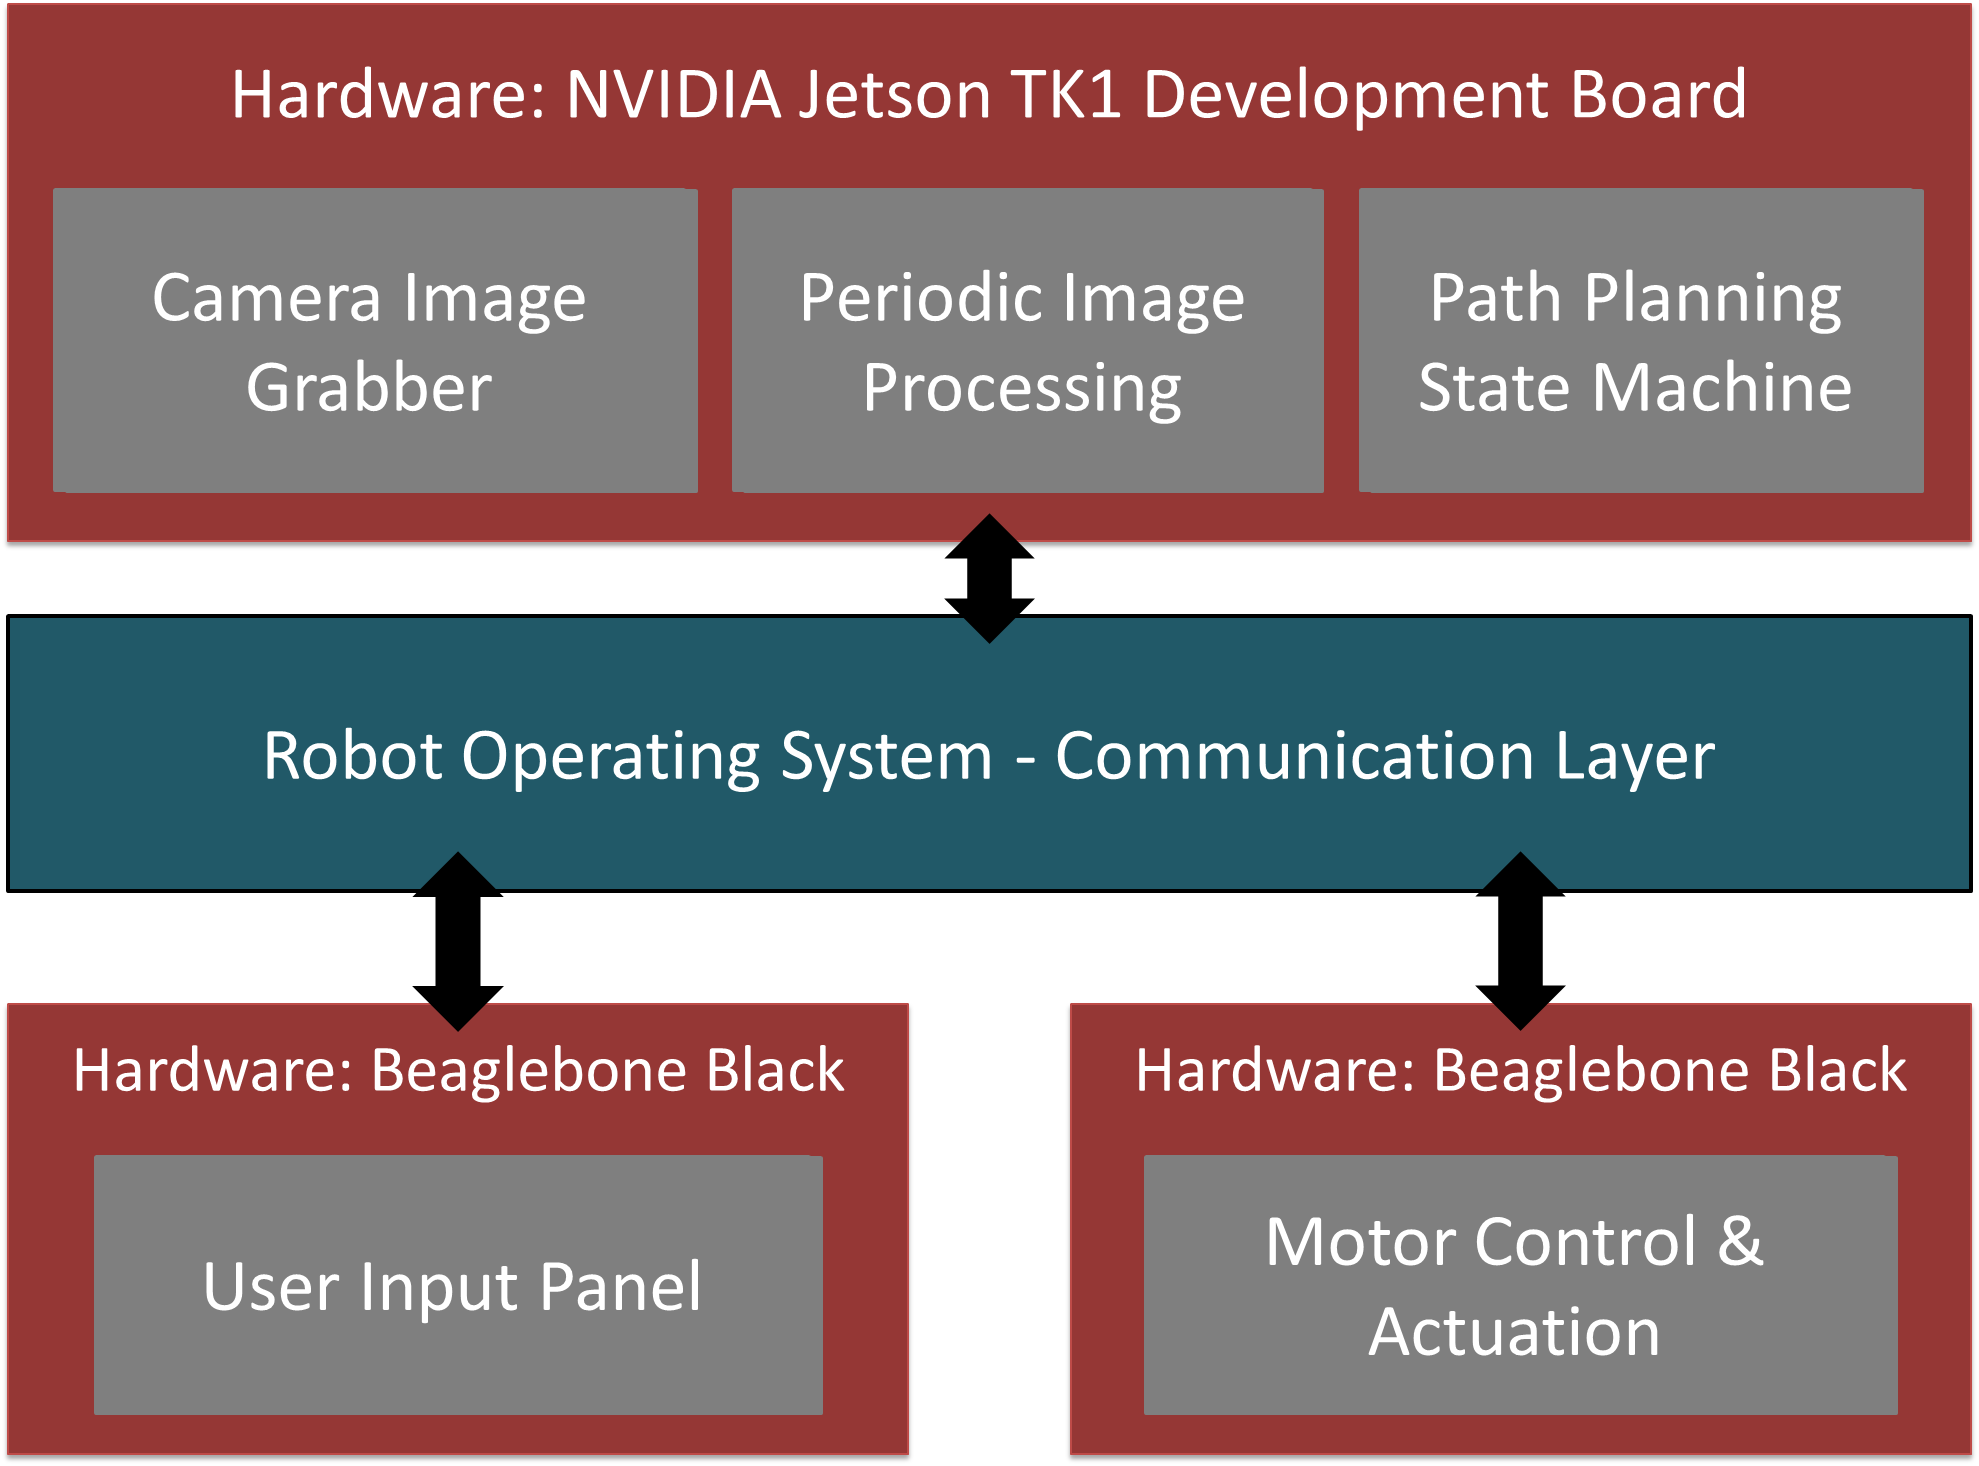 Hardware: NVIDIA Jetson TK1 Development Board
Camera Image
Grabber
Periodic Image
Processing
Path Planning
State Machine
Robot Operating System - Communication Layer
Hardware: Beaglebone Black
User Input Panel
Hardware: Beaglebone Black
Motor Control &
Actuation